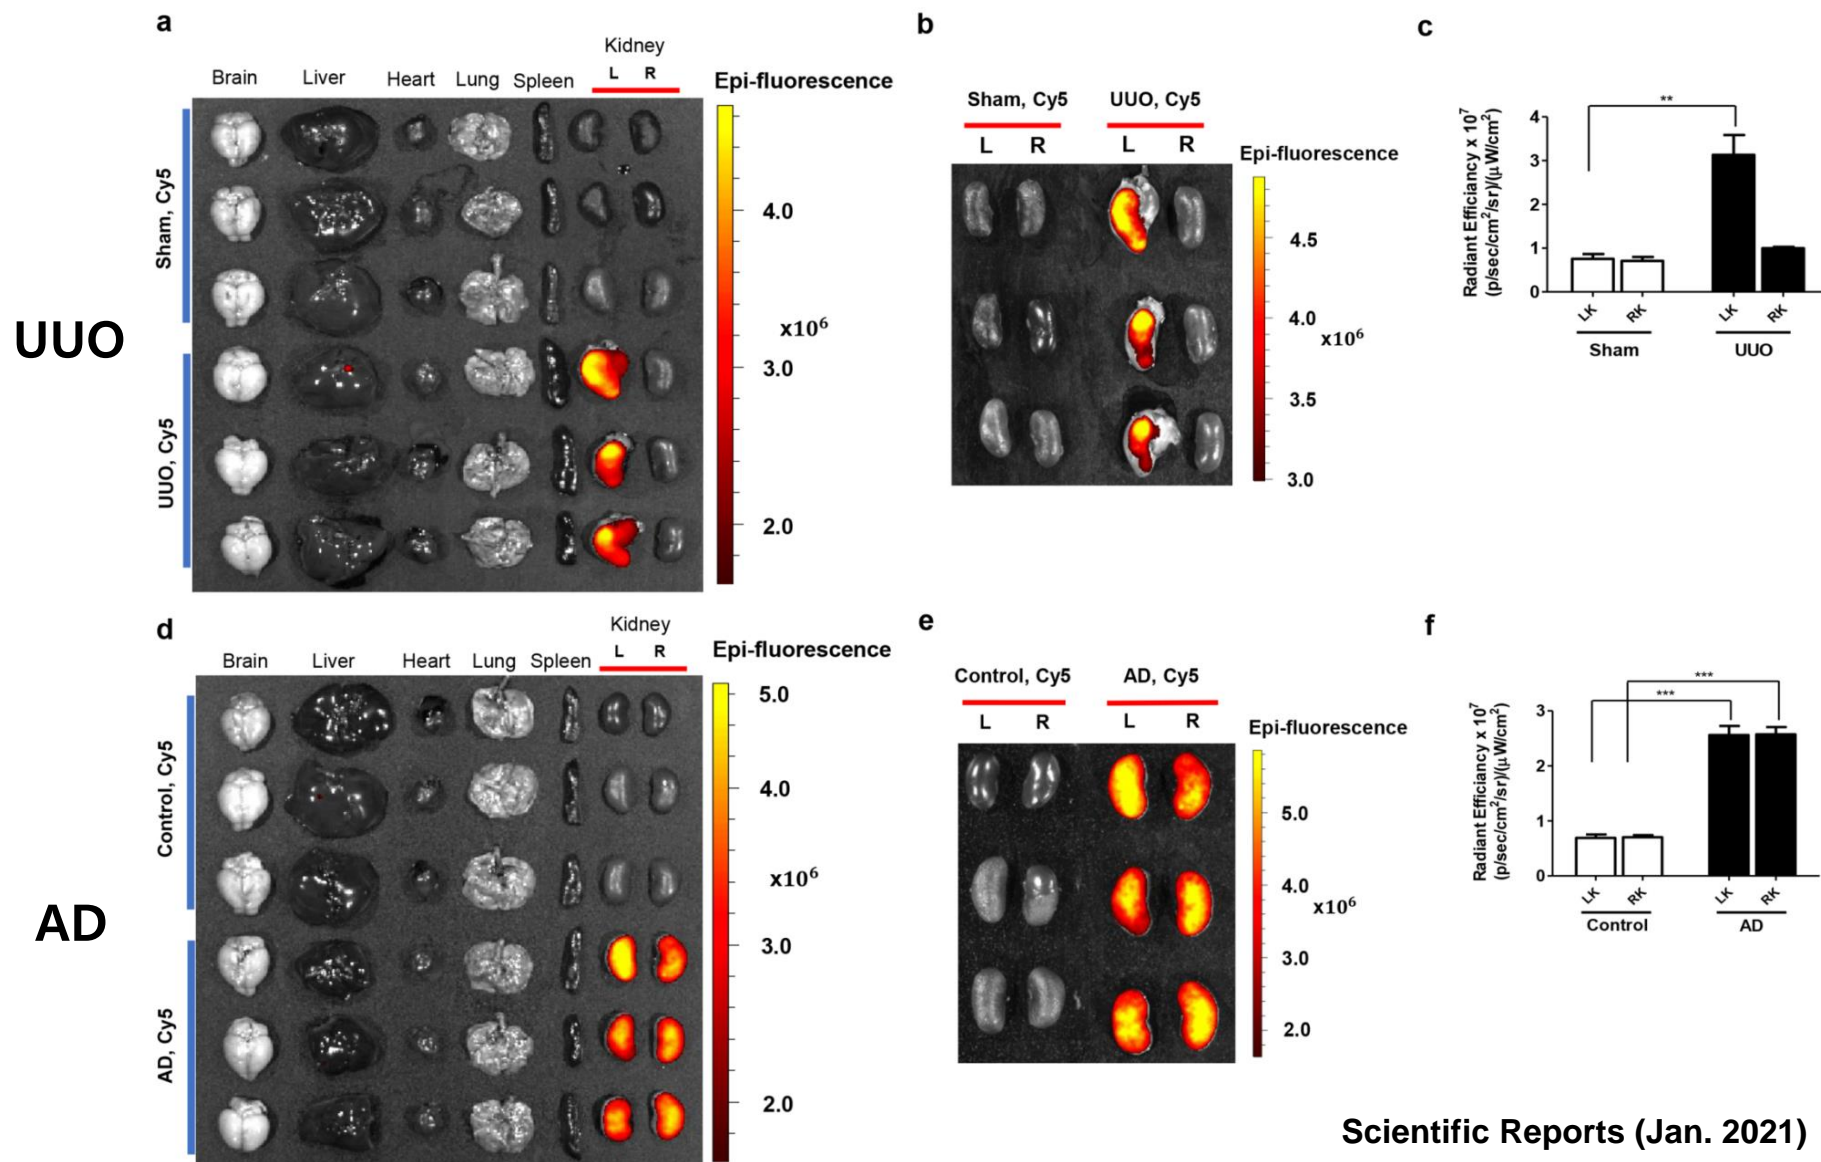 a
Kidney
Brain Liver Heart Lung Spleen L R
Epi-fluorescence
Sham, Cy5
UUO, Cy5
4.0
x10⁶
3.0
2.0
UUO
b
Sham, Cy5 UUO, Cy5
L R L R
Epi-fluorescence
4.5
4.0
x10⁶
3.5
3.0
c
Radiant Efficiancy x 10⁷
(p/sec/cm²/sr)/(µW/cm²)
**
4
3
2
1
0
LK RK LK RK
Sham UUO
d
Kidney
Brain Liver Heart Lung Spleen L R
Epi-fluorescence
Control, Cy5
AD, Cy5
5.0
4.0
x10⁶
3.0
2.0
AD
e
Control, Cy5 AD, Cy5
L R L R
Epi-fluorescence
5.0
4.0
x10⁶
3.0
2.0
f
Radiant Efficiancy x 10⁷
(p/sec/cm²/sr)/(µW/cm²)
***
***
3
2
1
0
LK RK LK RK
Control AD
Scientific Reports (Jan. 2021)